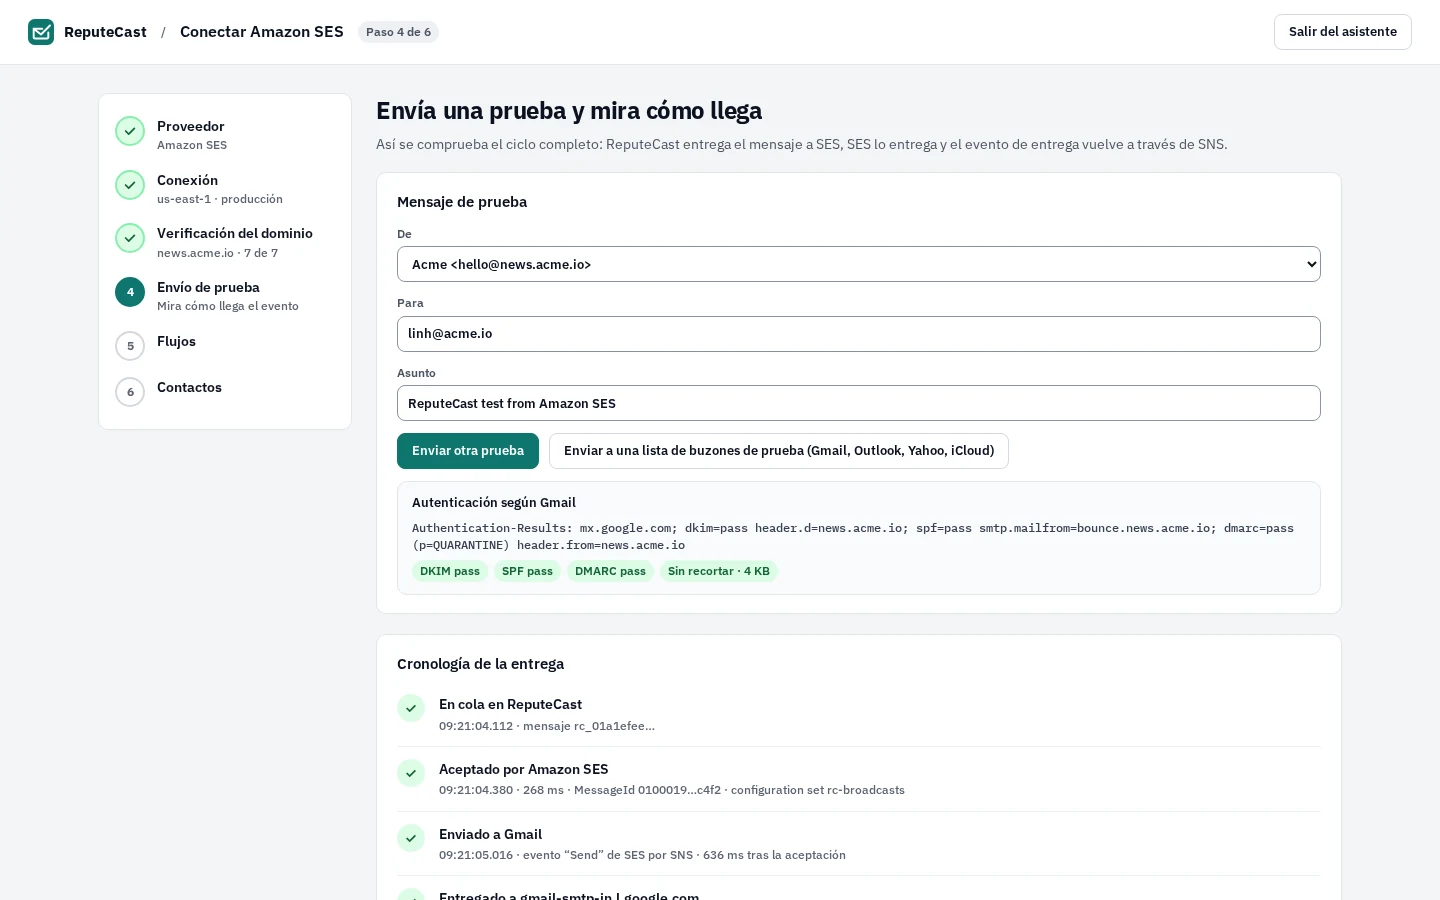 ReputeCast / Conectar Amazon SES Paso 4 de 6
Salir del asistente
Proveedor
Amazon SES
Conexión
us-east-1 · producción
Verificación del dominio
news.acme.io · 7 de 7
4 Envío de prueba
Mira cómo llega el evento
5 Flujos
6 Contactos
Envía una prueba y mira cómo llega
Así se comprueba el ciclo completo: ReputeCast entrega el mensaje a SES, SES lo entrega y el evento de entrega vuelve a través de SNS.
Mensaje de prueba
De
Acme <hello@news.acme.io>
Para
linh@acme.io
Asunto
ReputeCast test from Amazon SES
Enviar otra prueba
Enviar a una lista de buzones de prueba (Gmail, Outlook, Yahoo, iCloud)
Autenticación según Gmail
Authentication-Results: mx.google.com; dkim=pass header.d=news.acme.io; spf=pass smtp.mailfrom=bounce.news.acme.io; dmarc=pass
(p=QUARANTINE) header.from=news.acme.io
DKIM pass SPF pass DMARC pass Sin recortar · 4 KB
Cronología de la entrega
En cola en ReputeCast
09:21:04.112 · mensaje rc_01a1efee…
Aceptado por Amazon SES
09:21:04.380 · 268 ms · MessageId 0100019…c4f2 · configuration set rc-broadcasts
Enviado a Gmail
09:21:05.016 · evento “Send” de SES por SNS · 636 ms tras la aceptación
Entregado a gmail-smtp-in.l.google.com